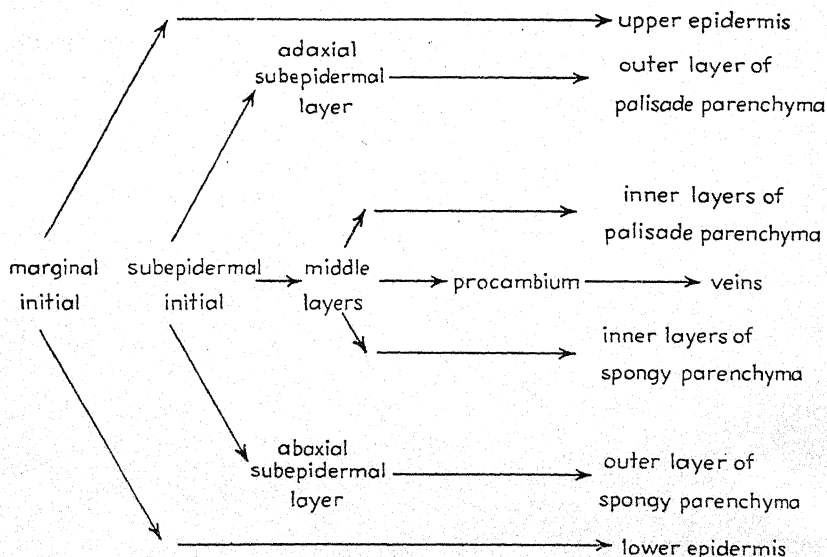 upper epidermis
adaxial
subepidermal
layer
outer layer of
palisade parenchyma
inner layers of
palisade parenchyma
marginal
initial
subepidermal
initial
middle
layers
procambium
veins
inner layers of
spongy parenchyma
abaxial
subepidermal
layer
outer layer of
spongy parenchyma
lower epidermis